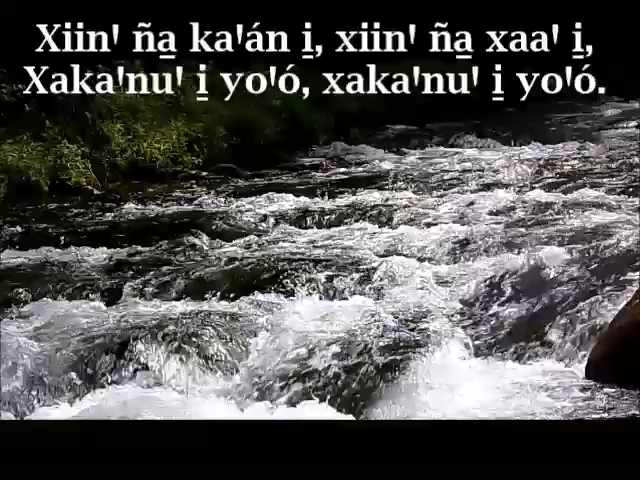 Xiinꞌ ña̱ kaꞌán i̱, xiinꞌ ña̱ xaaꞌ i̱,
Xakaꞌnuꞌ i̱ yoꞌó, xakaꞌnuꞌ i̱ yoꞌó.